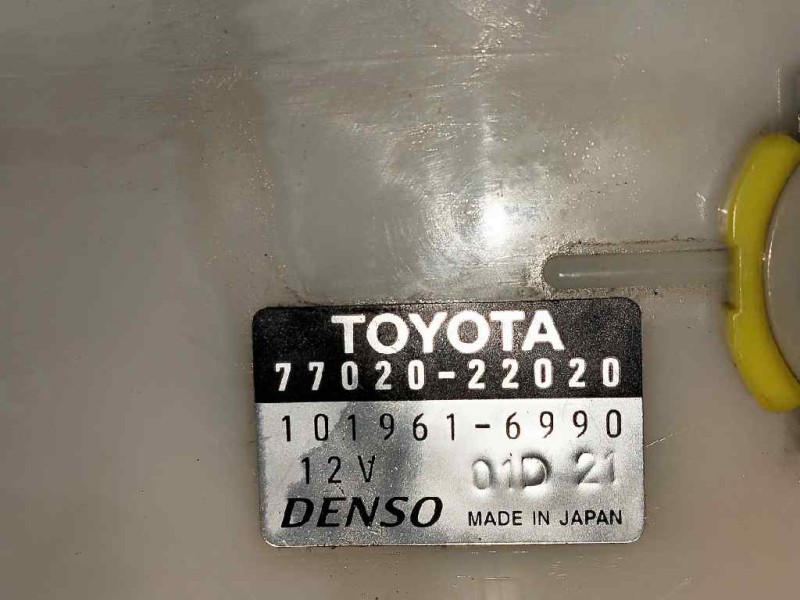 TOYOTA
77020-22020
101961-6990
12V 01D 21
DENSO MADE IN JAPAN